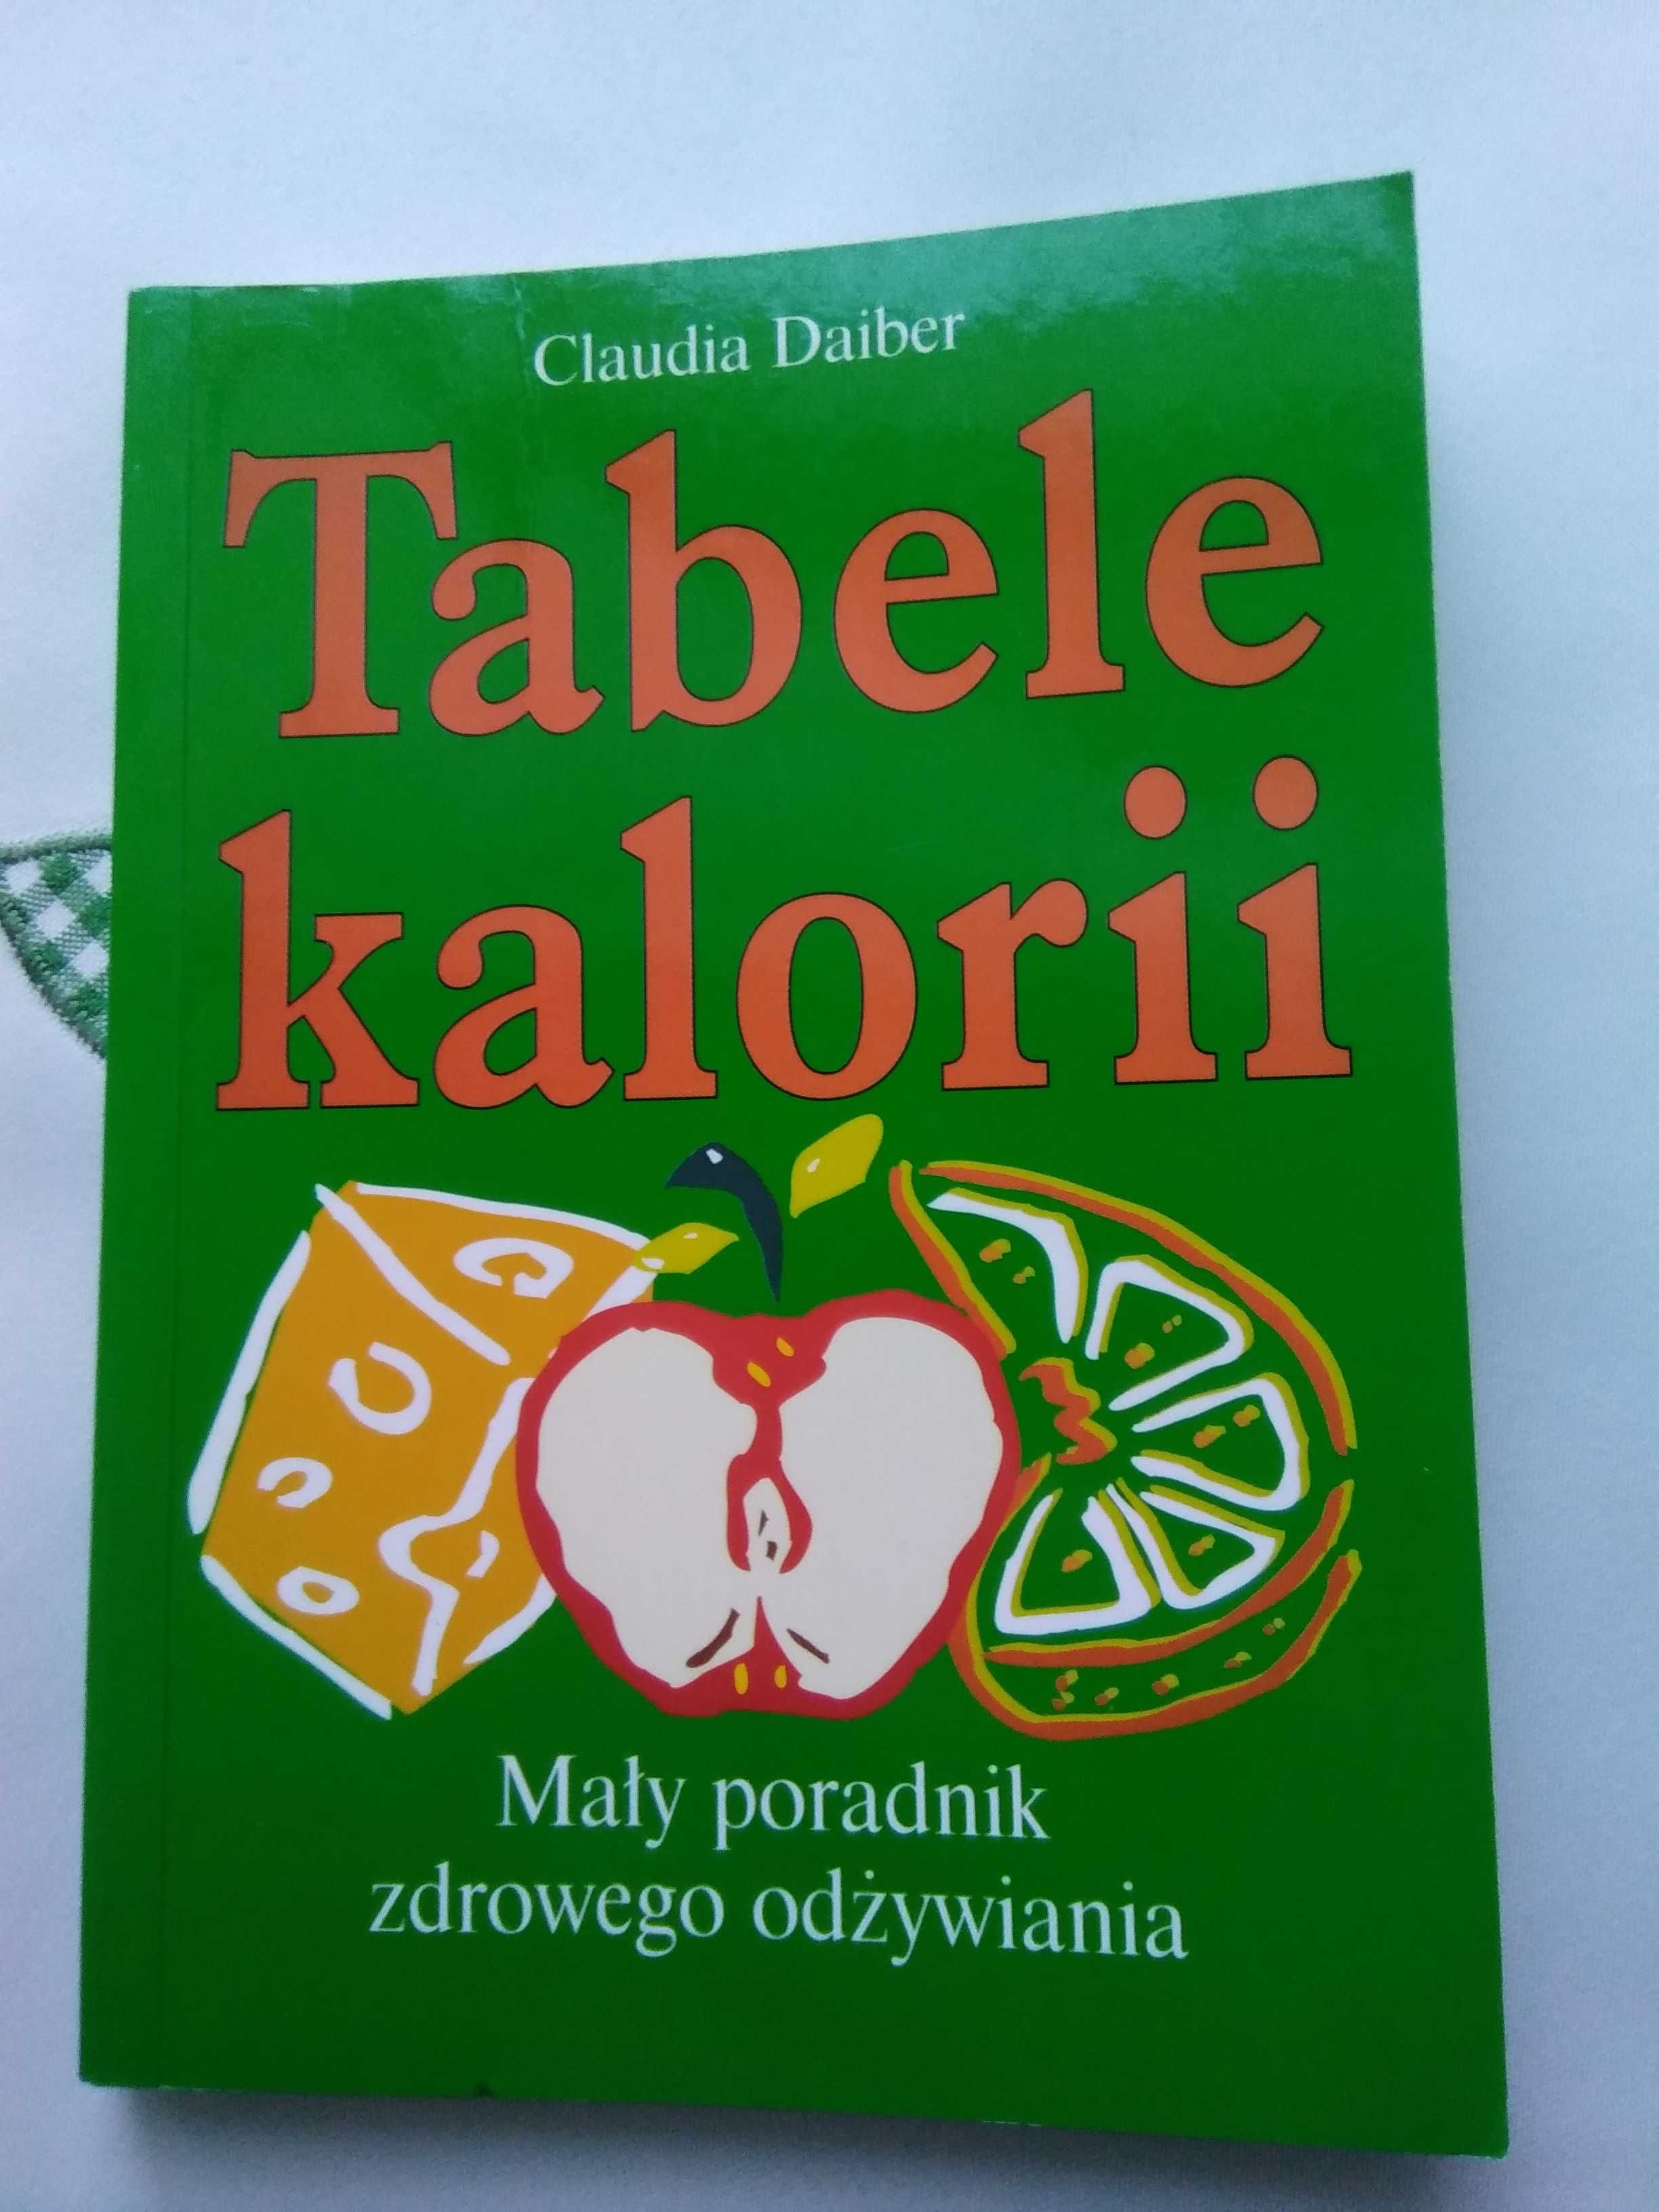 Claudia Daiber
Tabele
kalorii
Mały poradnik
zdrowego odżywiania